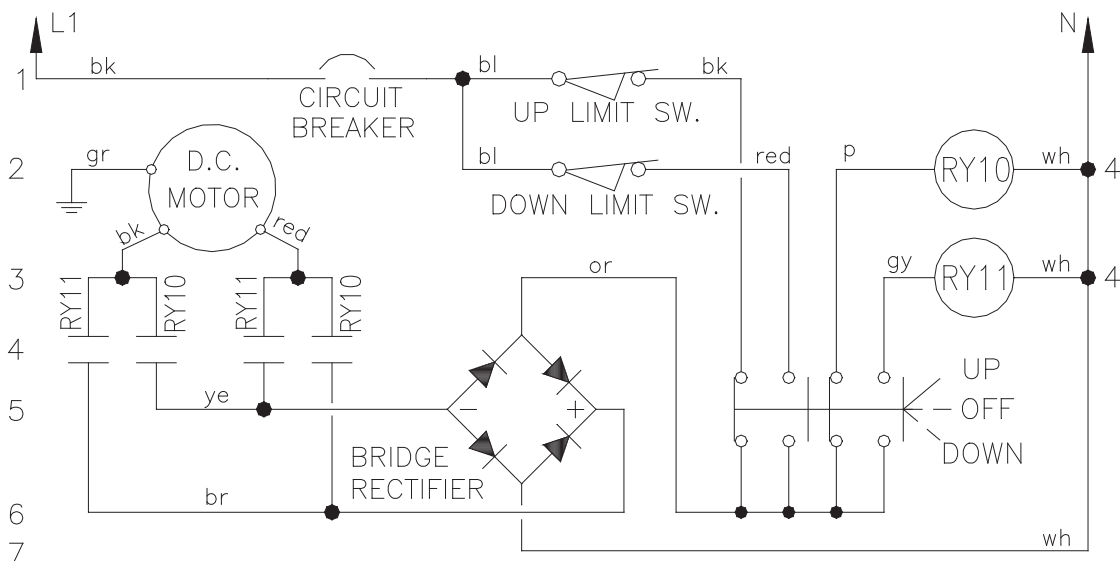 L1
N
1
bk
bl
bk
CIRCUIT
BREAKER
UP LIMIT SW.
2
gr
D.C.
MOTOR
bl
red
p
RY10
wh
4
DOWN LIMIT SW.
bk
red
3
RY11
RY10
RY11
RY10
or
gy
RY11
wh
4
4
UP
5
ye
−
+
OFF
DOWN
BRIDGE
RECTIFIER
6
br
7
wh